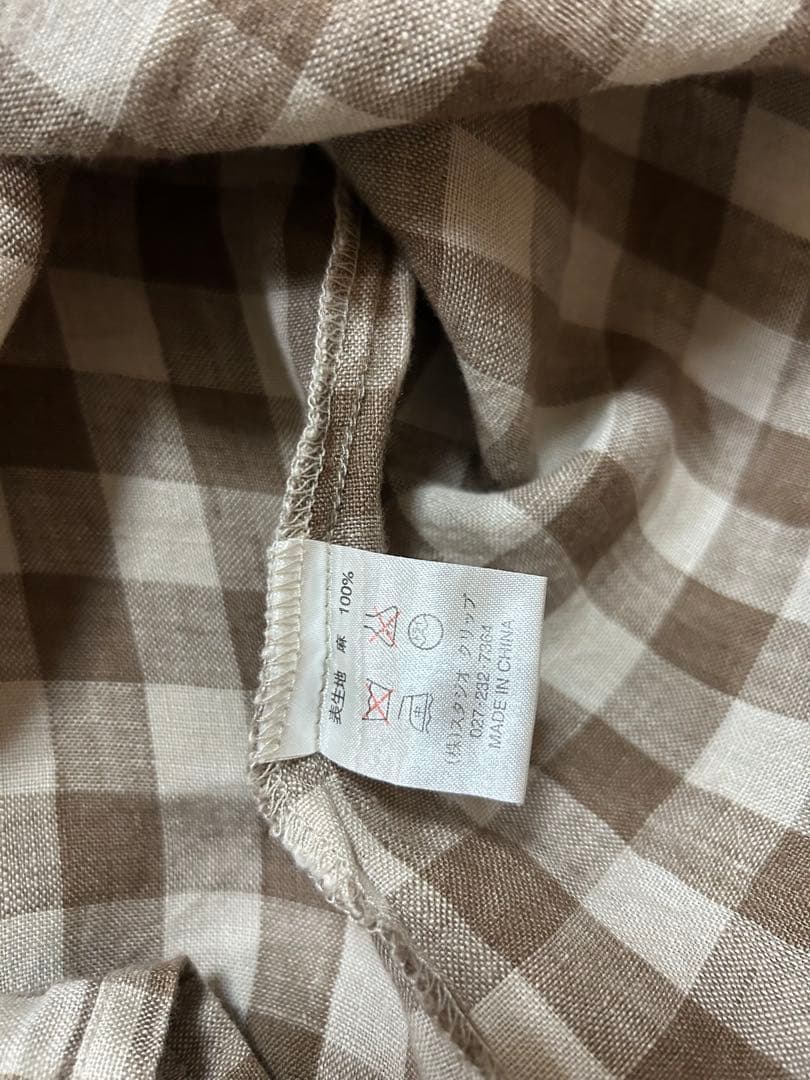 表生地 麻 100%
(株)スタジオ クリップ
027-232 7364
MADE IN CHINA